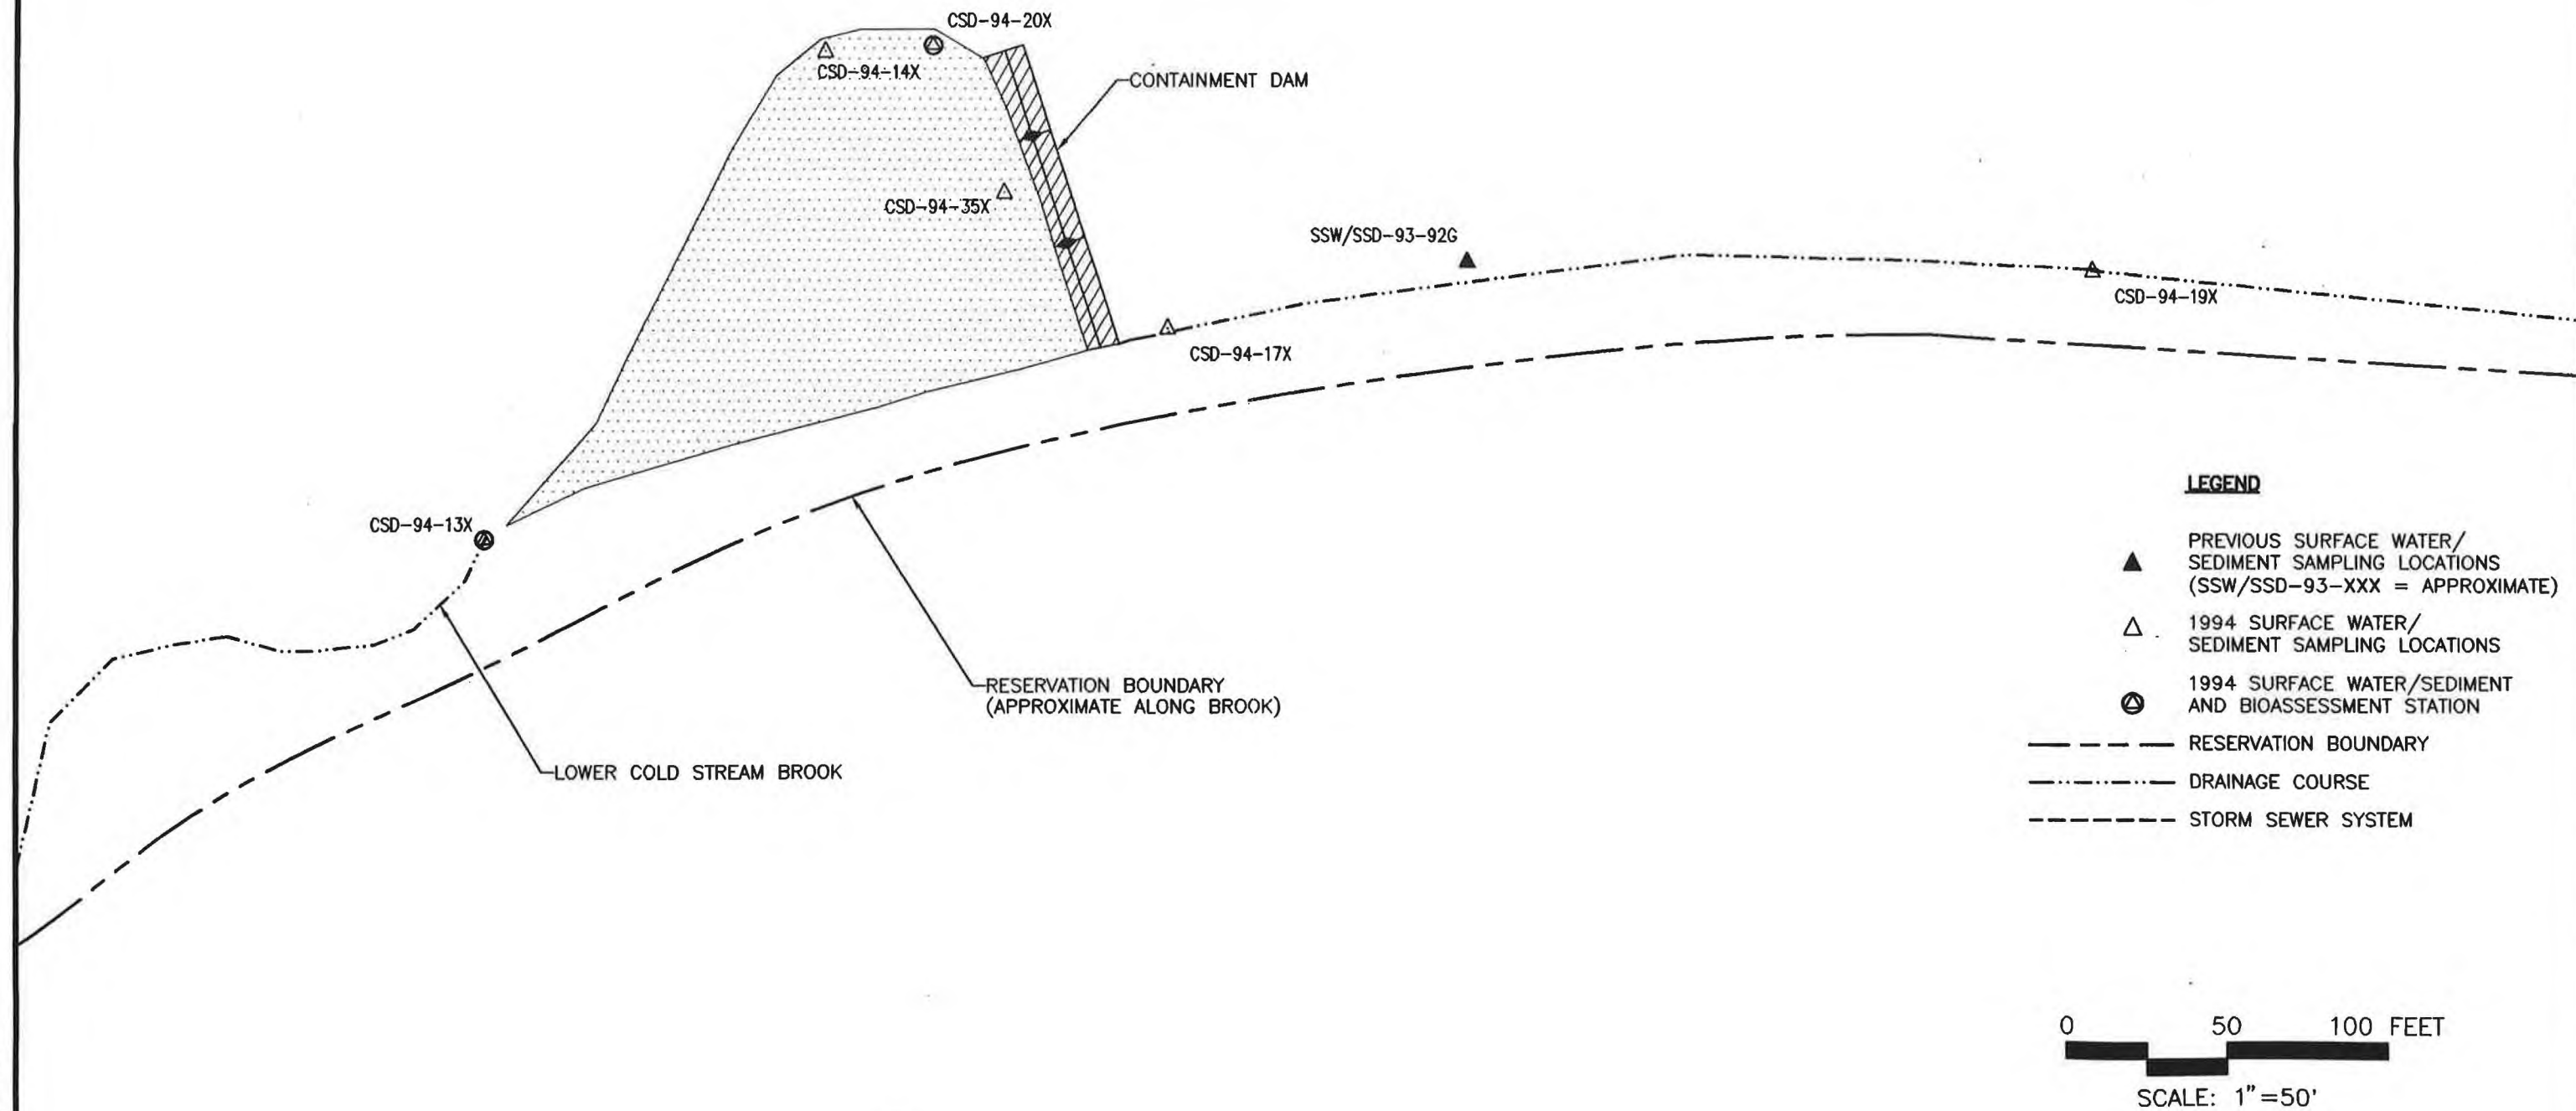 CSD-94-20X
CSD-94-14X
CONTAINMENT DAM
CSD-94-35X
SSW/SSD-93-92G
CSD-94-19X
CSD-94-17X
CSD-94-13X
RESERVATION BOUNDARY
(APPROXIMATE ALONG BROOK)
LOWER COLD STREAM BROOK
LEGEND
PREVIOUS SURFACE WATER/
SEDIMENT SAMPLING LOCATIONS
(SSW/SSD-93-XXX = APPROXIMATE)
1994 SURFACE WATER/
SEDIMENT SAMPLING LOCATIONS
1994 SURFACE WATER/SEDIMENT
AND BIOASSESSMENT STATION
RESERVATION BOUNDARY
DRAINAGE COURSE
STORM SEWER SYSTEM
0 50 100 FEET
SCALE: 1"=50'